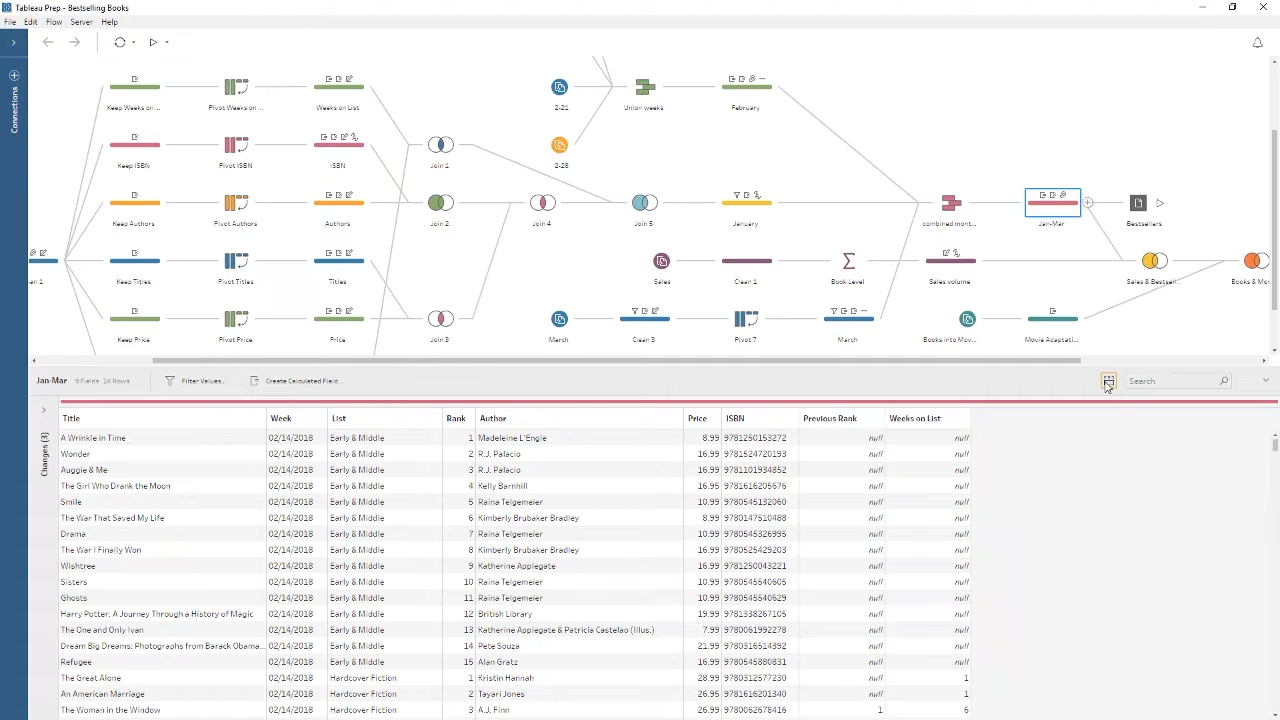 Tableau Prep - Bestselling Books
File Edit Flow Server Help
Connections
Keep Weeks on ... Pivot Weeks on ... Weeks on List 2-21 Union weeks February
Keep ISBN Pivot ISBN ISBN Join 1 2-28
Keep Authors Pivot Authors Authors Join 2 Join 4 Join 5 January combined mont... Jan-Mar Bestsellers
an 1 Keep Titles Pivot Titles Titles Sales Clean 1 Book Level Sales volume Sales & Bestsell... Books & Mo
Keep Price Pivot Price Price Join 3 March Clean 3 Pivot 7 March Books into Mov... Movie Adaptati...
Jan-Mar 9 Fields 1K Rows Filter Values... Create Calculated Field... Search
Changes (3)
Title Week List Rank Author Price ISBN Previous Rank Weeks on List
A Wrinkle in Time 02/14/2018 Early & Middle 1 Madeleine L'Engle 8.99 9781250153272 null null
Wonder 02/14/2018 Early & Middle 2 R.J. Palacio 16.99 9781524720193 null null
Auggie & Me 02/14/2018 Early & Middle 3 R.J. Palacio 16.99 9781101934852 null null
The Girl Who Drank the Moon 02/14/2018 Early & Middle 4 Kelly Barnhill 16.95 9781616205676 null null
Smile 02/14/2018 Early & Middle 5 Raina Telgemeier 10.99 9780545132060 null null
The War That Saved My Life 02/14/2018 Early & Middle 6 Kimberly Brubaker Bradley 8.99 9780147510488 null null
Drama 02/14/2018 Early & Middle 7 Raina Telgemeier 10.99 9780545326995 null null
The War I Finally Won 02/14/2018 Early & Middle 8 Kimberly Brubaker Bradley 16.99 9780525429203 null null
Wishtree 02/14/2018 Early & Middle 9 Katherine Applegate 16.99 9781250043221 null null
Sisters 02/14/2018 Early & Middle 10 Raina Telgemeier 10.99 9780545540605 null null
Ghosts 02/14/2018 Early & Middle 11 Raina Telgemeier 10.99 9780545540629 null null
Harry Potter: A Journey Through a History of Magic 02/14/2018 Early & Middle 12 British Library 19.99 9781338267105 null null
The One and Only Ivan 02/14/2018 Early & Middle 13 Katherine Applegate & Patricia Castelao (Illus.) 7.99 9780061992278 null null
Dream Big Dreams: Photographs from Barack Obama... 02/14/2018 Early & Middle 14 Pete Souza 21.99 9780316514392 null null
Refugee 02/14/2018 Early & Middle 15 Alan Gratz 16.99 9780545880831 null null
The Great Alone 02/14/2018 Hardcover Fiction 1 Kristin Hannah 28.99 9780312577230 null 1
An American Marriage 02/14/2018 Hardcover Fiction 2 Tayari Jones 26.95 9781616201340 null 1
The Woman in the Window 02/14/2018 Hardcover Fiction 3 A.J. Finn 26.99 9780062678416 1 6